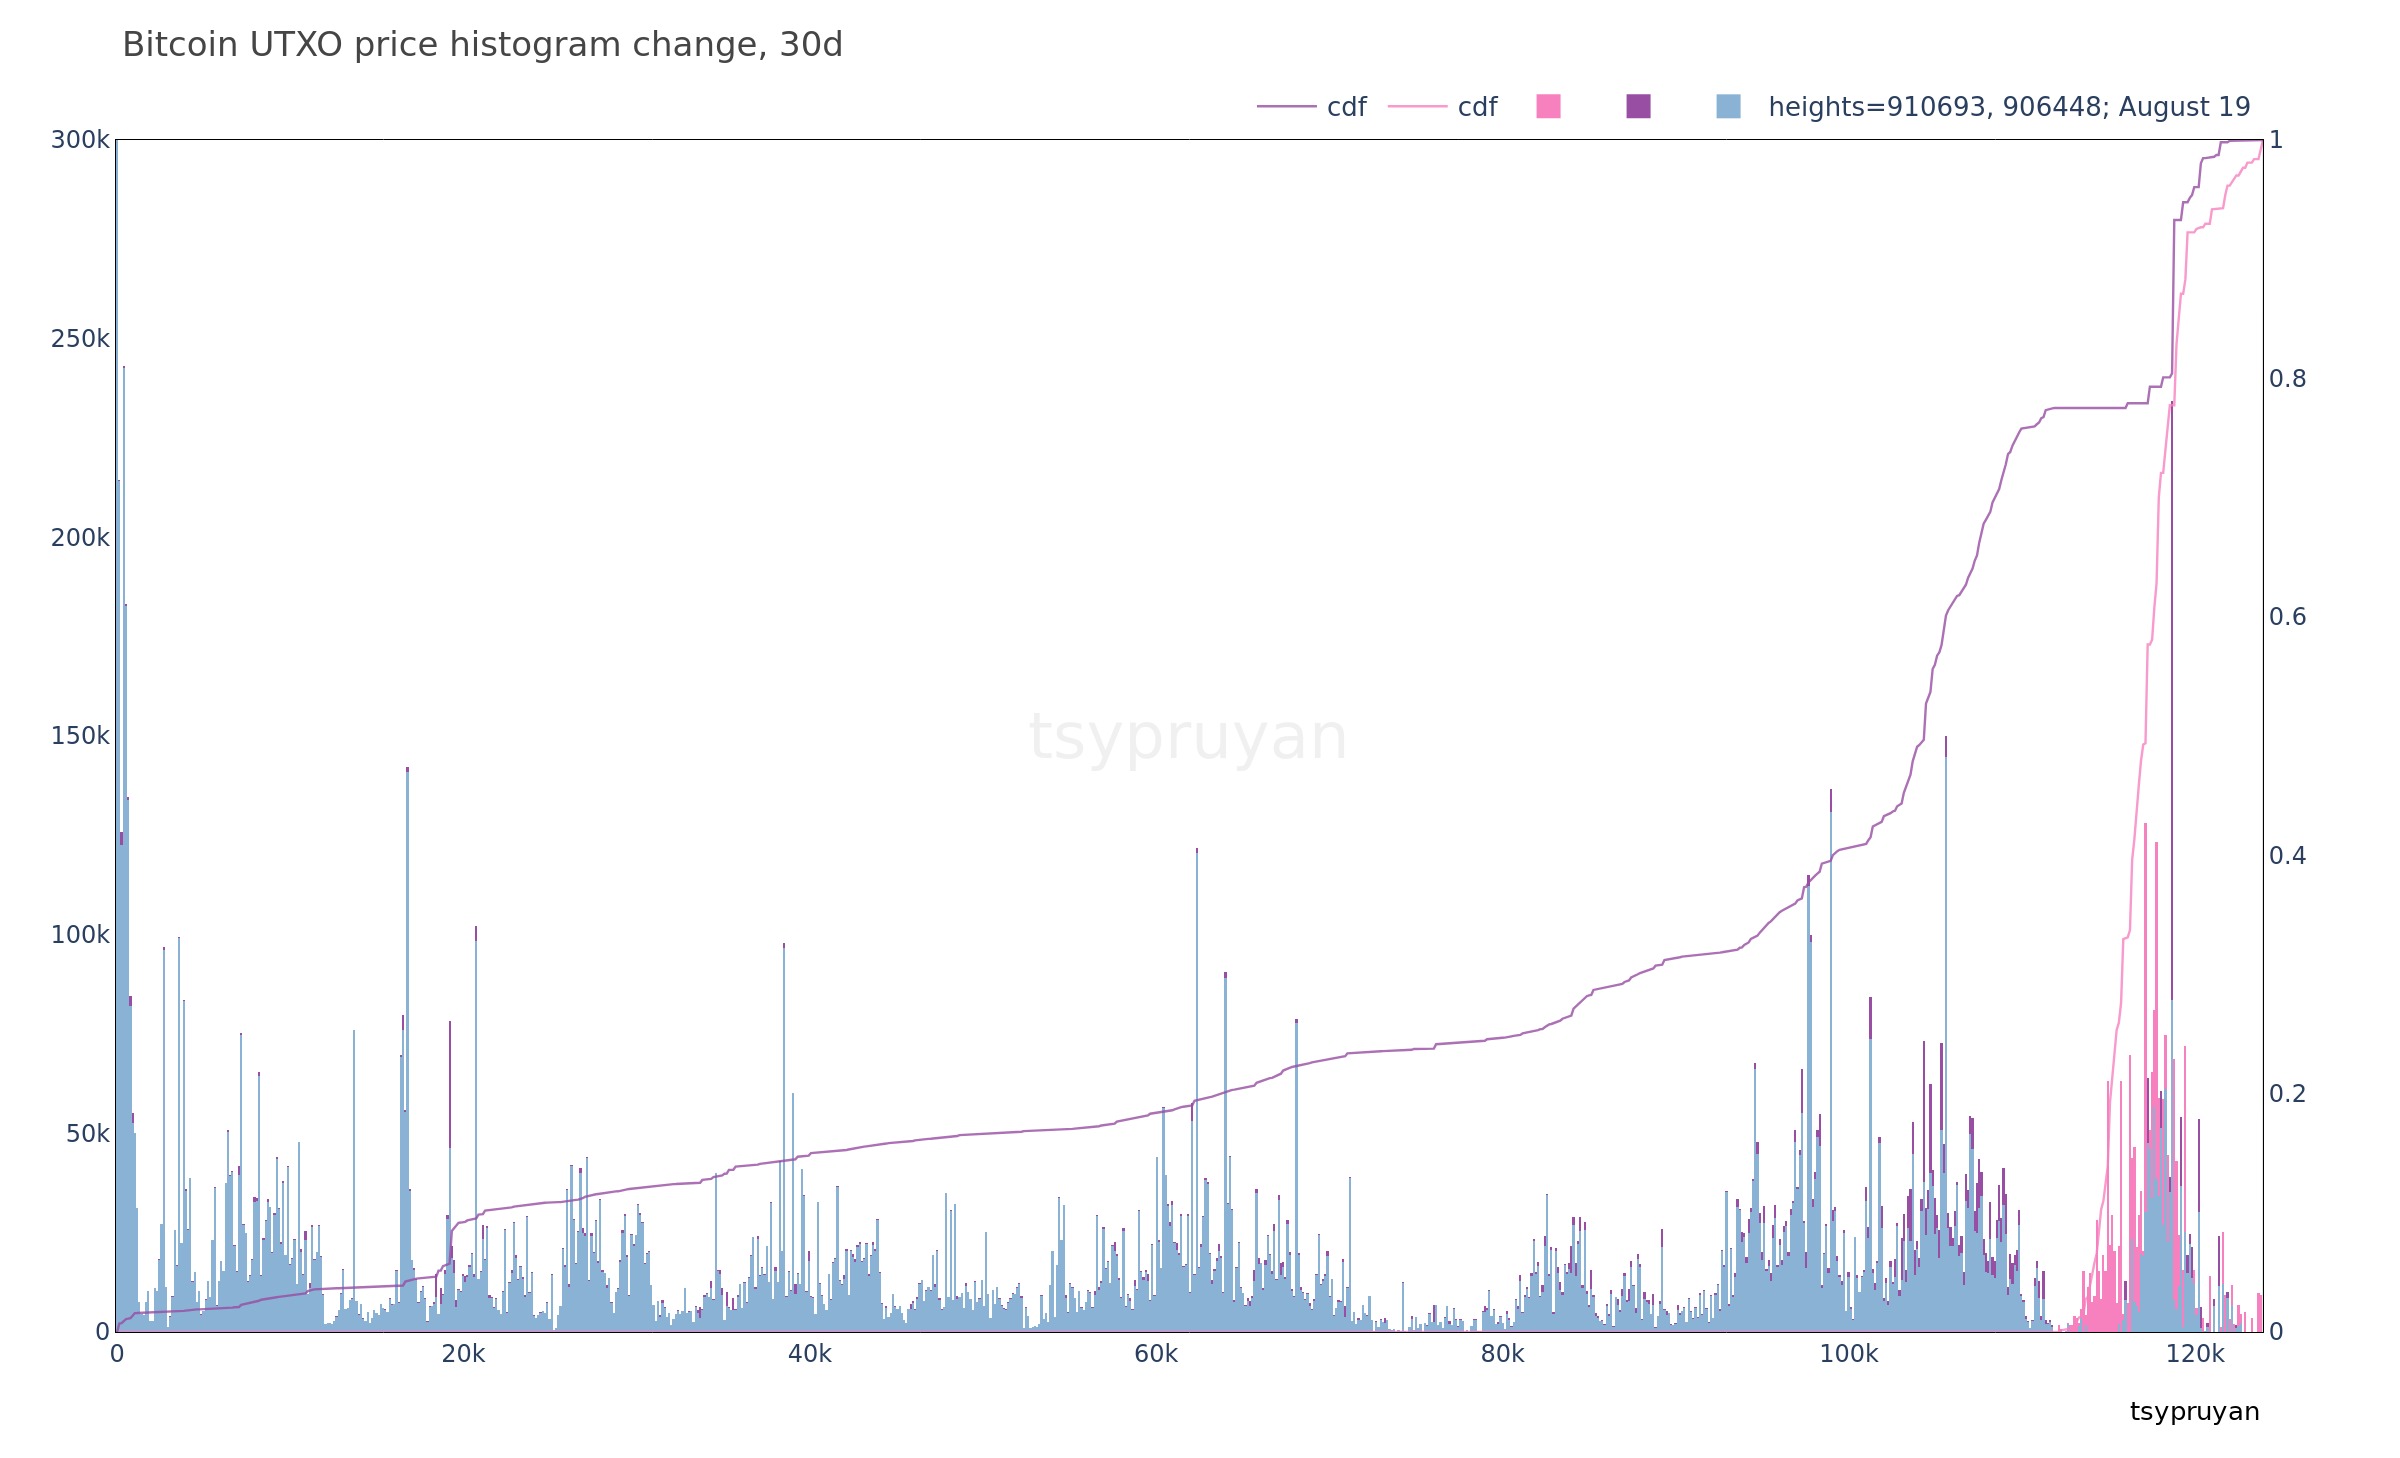 Bitcoin UTXO price histogram change, 30d
cdf cdf heights=910693, 906448; August 19
300k
250k
200k
150k
100k
50k
0
1
0.8
0.6
0.4
0.2
0
tsypruyan
0 20k 40k 60k 80k 100k 120k
tsypruyan